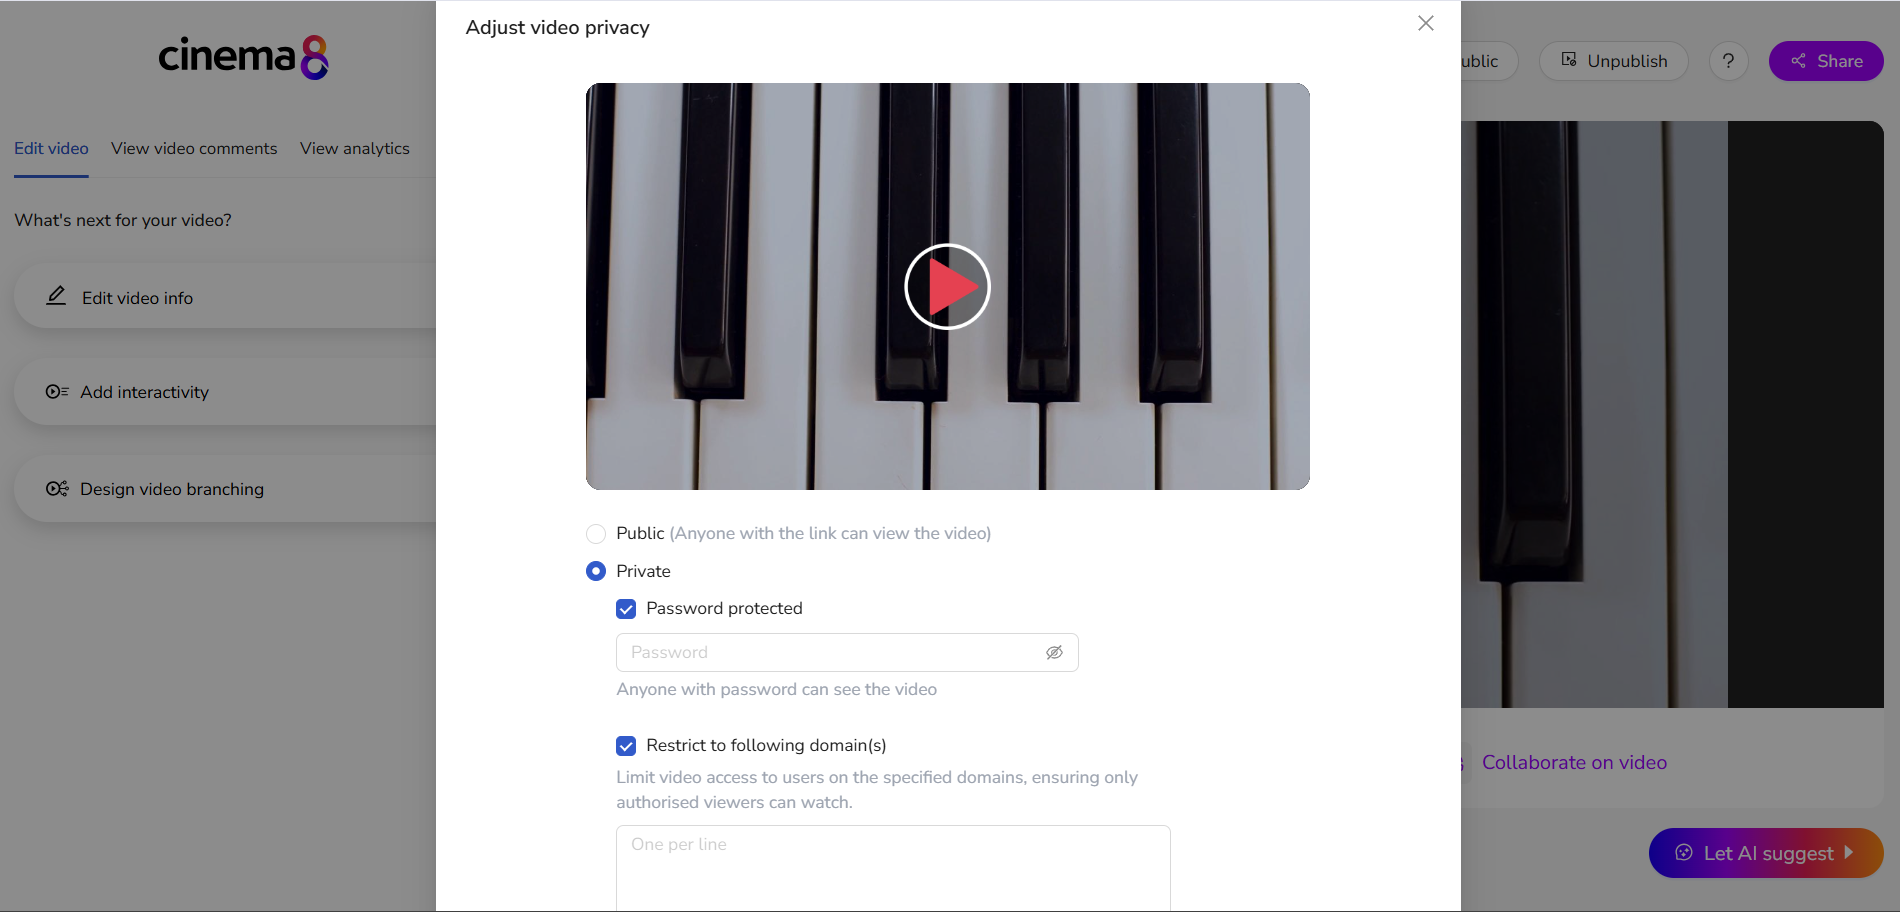 Adjust video privacy
cinema8
Unpublish
?
Share
Edit video
View video comments
View analytics
What's next for your video?
Edit video info
Add interactivity
Design video branching
Public (Anyone with the link can view the video)
Private
Password protected
Password
Anyone with password can see the video
Restrict to following domain(s)
Limit video access to users on the specified domains, ensuring only
authorised viewers can watch.
One per line
Collaborate on video
Let AI suggest